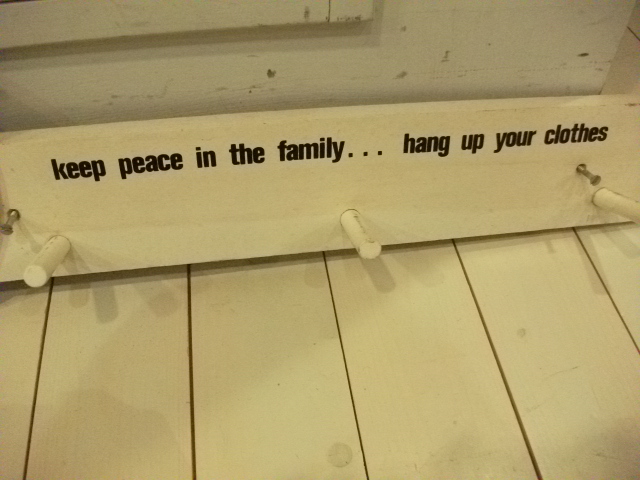 keep peace in the family... hang up your clothes